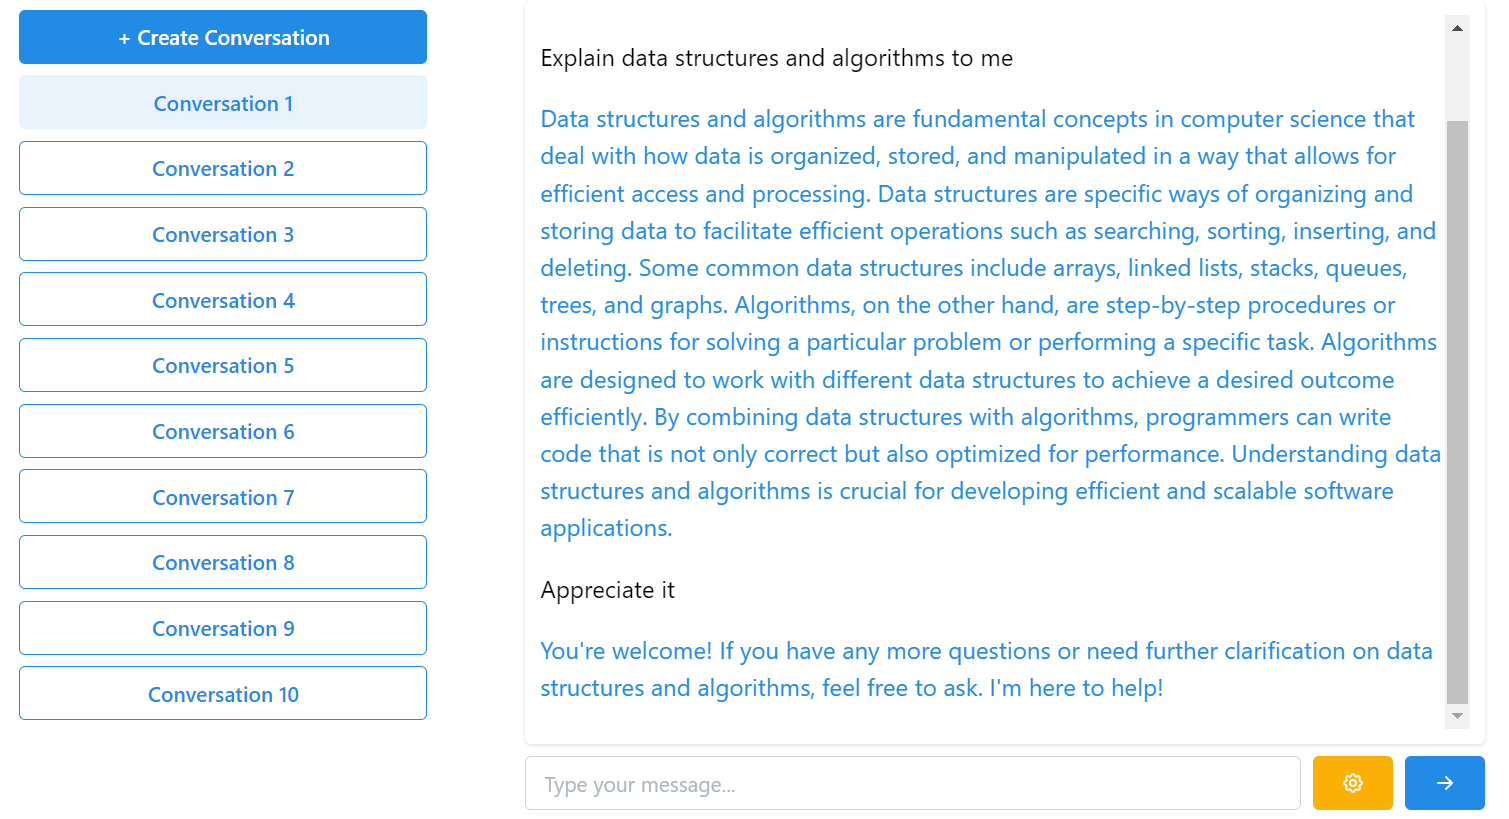 + Create Conversation
Conversation 1
Conversation 2
Conversation 3
Conversation 4
Conversation 5
Conversation 6
Conversation 7
Conversation 8
Conversation 9
Conversation 10
Explain data structures and algorithms to me
Data structures and algorithms are fundamental concepts in computer science that
deal with how data is organized, stored, and manipulated in a way that allows for
efficient access and processing. Data structures are specific ways of organizing and
storing data to facilitate efficient operations such as searching, sorting, inserting, and
deleting. Some common data structures include arrays, linked lists, stacks, queues,
trees, and graphs. Algorithms, on the other hand, are step-by-step procedures or
instructions for solving a particular problem or performing a specific task. Algorithms
are designed to work with different data structures to achieve a desired outcome
efficiently. By combining data structures with algorithms, programmers can write
code that is not only correct but also optimized for performance. Understanding data
structures and algorithms is crucial for developing efficient and scalable software
applications.
Appreciate it
You're welcome! If you have any more questions or need further clarification on data
structures and algorithms, feel free to ask. I'm here to help!
Type your message...